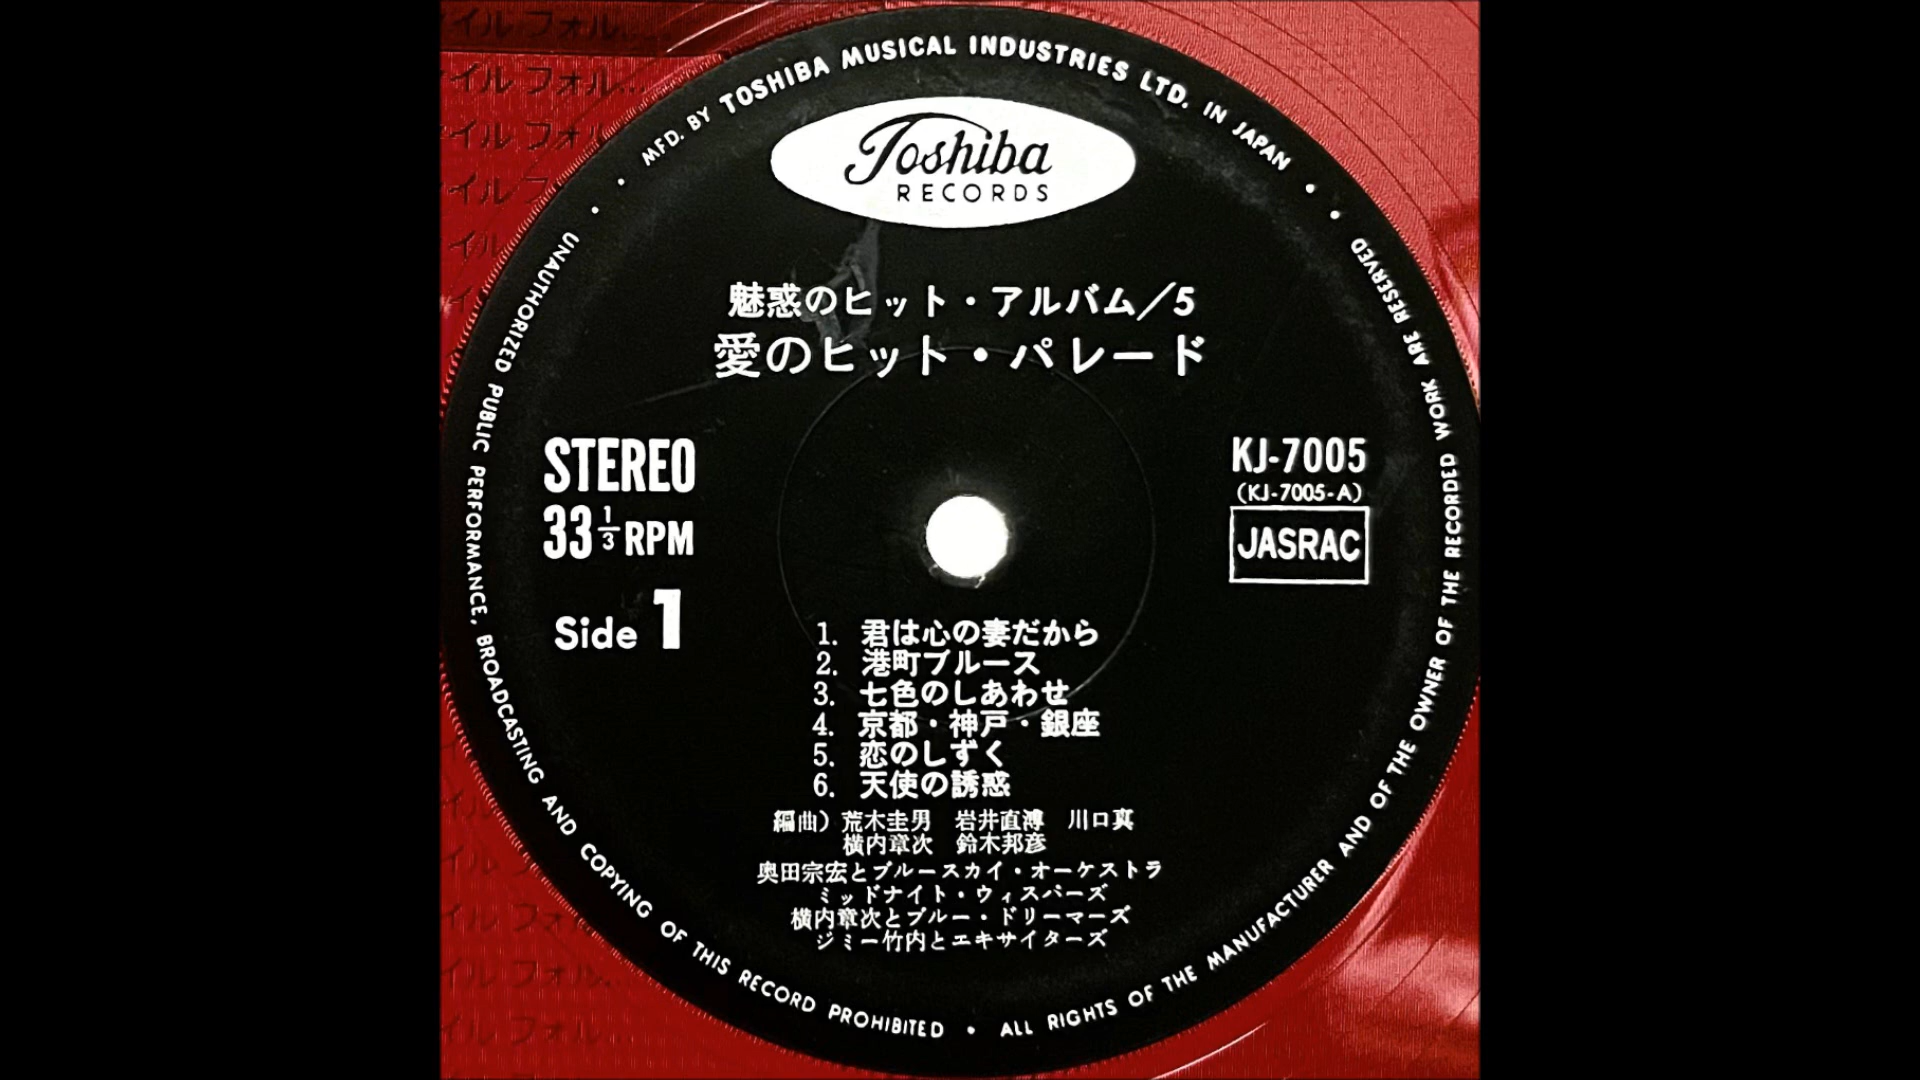 MFD. BY TOSHIBA MUSICAL INDUSTRIES LTD. IN JAPAN
Toshiba
RECORDS
魅惑のヒット・アルバム/5
愛のヒット・パレード
STEREO
33 1/3 RPM
Side 1
KJ-7005
(KJ-7005-A)
JASRAC
1. 君は心の妻だから
2. 港町ブルース
3. 七色のしあわせ
4. 京都・神戸・銀座
5. 恋のしずく
6. 天使の誘惑
編曲) 荒木圭男 岩井直溥 川口真
横内章次 鈴木邦彦
奥田宗宏とブルースカイ・オーケストラ
ミッドナイト・ウィスパーズ
横内章次とブルー・ドリーマーズ
ジミー竹内とエキサイターズ
UNAUTHORIZED PUBLIC PERFORMANCE, BROADCASTING AND COPYING OF THIS RECORD PROHIBITED • ALL RIGHTS OF THE MANUFACTURER AND OF THE OWNER OF THE RECORDED WORK ARE RESERVED